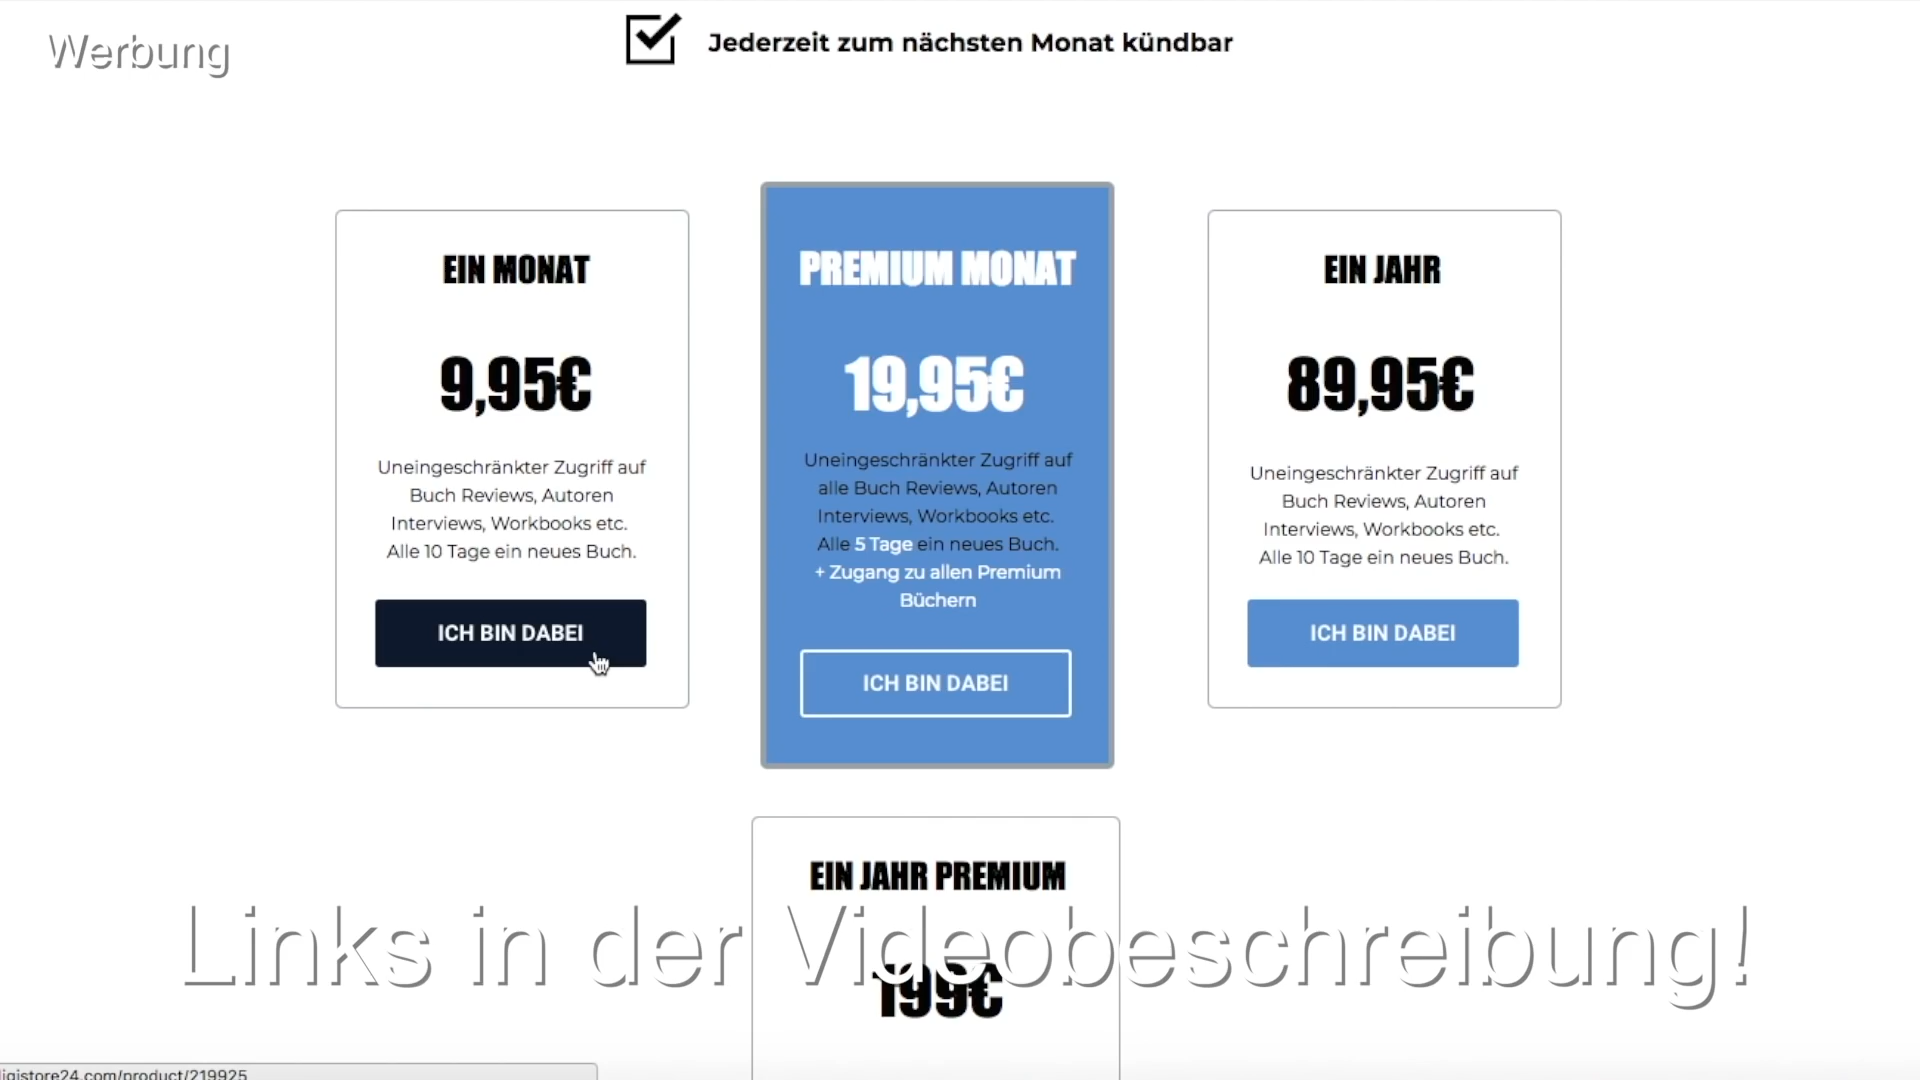 Werbung
Jederzeit zum nächsten Monat kündbar
EIN MONAT
9,95€
Uneingeschränkter Zugriff auf
Buch Reviews, Autoren
Interviews, Workbooks etc.
Alle 10 Tage ein neues Buch.
ICH BIN DABEI
PREMIUM MONAT
19,95€
Uneingeschränkter Zugriff auf
alle Buch Reviews, Autoren
Interviews, Workbooks etc.
Alle 5 Tage ein neues Buch.
+ Zugang zu allen Premium
Büchern
ICH BIN DABEI
EIN JAHR
89,95€
Uneingeschränkter Zugriff auf
Buch Reviews, Autoren
Interviews, Workbooks etc.
Alle 10 Tage ein neues Buch.
ICH BIN DABEI
EIN JAHR PREMIUM
Links in der Videobeschreibung!
199€
igistore24.com/product/219925